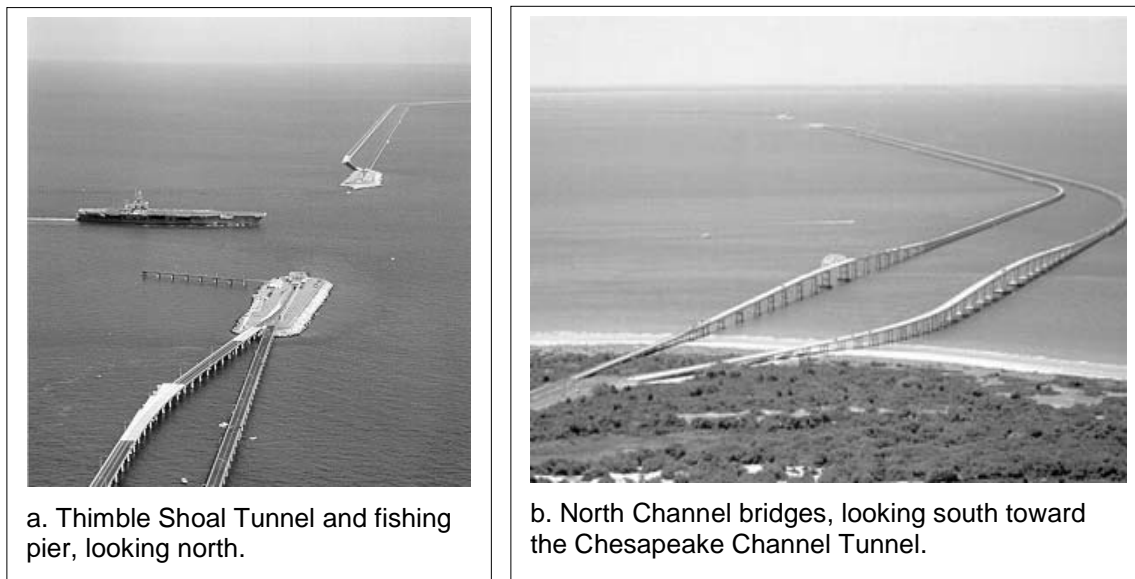 a. Thimble Shoal Tunnel and fishing
pier, looking north.
b. North Channel bridges, looking south toward
the Chesapeake Channel Tunnel.